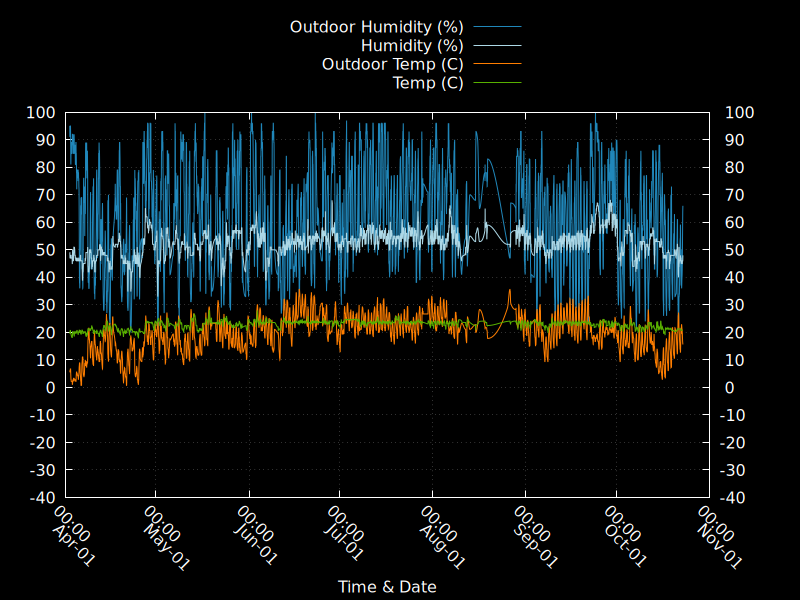 Outdoor Humidity (%)
Humidity (%)
Outdoor Temp (C)
Temp (C)
100 100
90 90
80 80
70 70
60 60
50 50
40 40
30 30
20 20
10 10
0 0
-10 -10
-20 -20
-30 -30
-40 -40
00:00 00:00 00:00 00:00 00:00 00:00 00:00 00:00
Apr-01 May-01 Jun-01 Jul-01 Aug-01 Sep-01 Oct-01 Nov-01
Time & Date